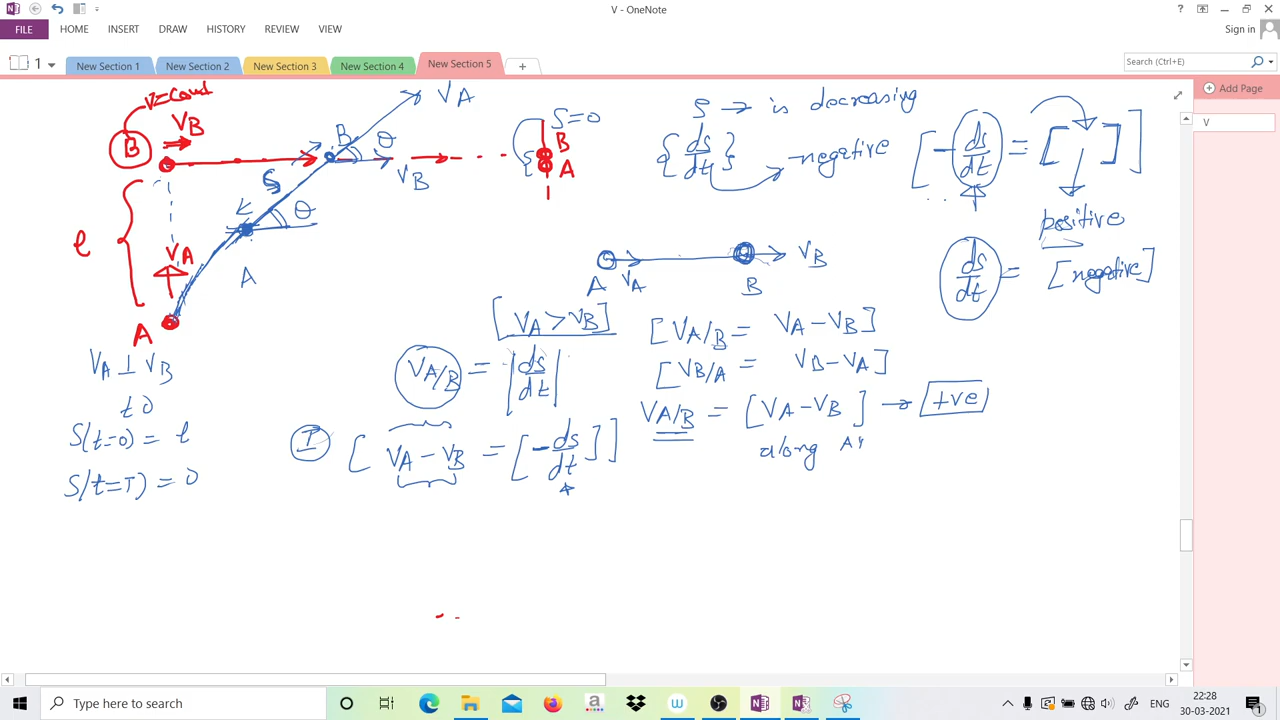 V - OneNote
Sign in
FILE HOME INSERT DRAW HISTORY REVIEW VIEW
1 New Section 1 New Section 2 New Section 3 New Section 4 New Section 5
Search (Ctrl+E)
Add Page
V
V=const
VB
B
VA
B
θ
VB
S
θ
A
l
VA
A
S=0
B
A
S → is decreasing
{ds/dt} negative
[-ds/dt = [ ]]
positive
ds/dt = [negative]
A VA B VB
[VA > VB]
[VA/B = VA - VB]
[VB/A = VB - VA]
VA/B = |ds/dt|
VA/B = [VA - VB] → +ve
along
VA ⊥ VB
t 0
S(t=0) = l
S(t=T) = 0
I [VA - VB = [-ds/dt]]
Type here to search
ENG
22:28
30-03-2021